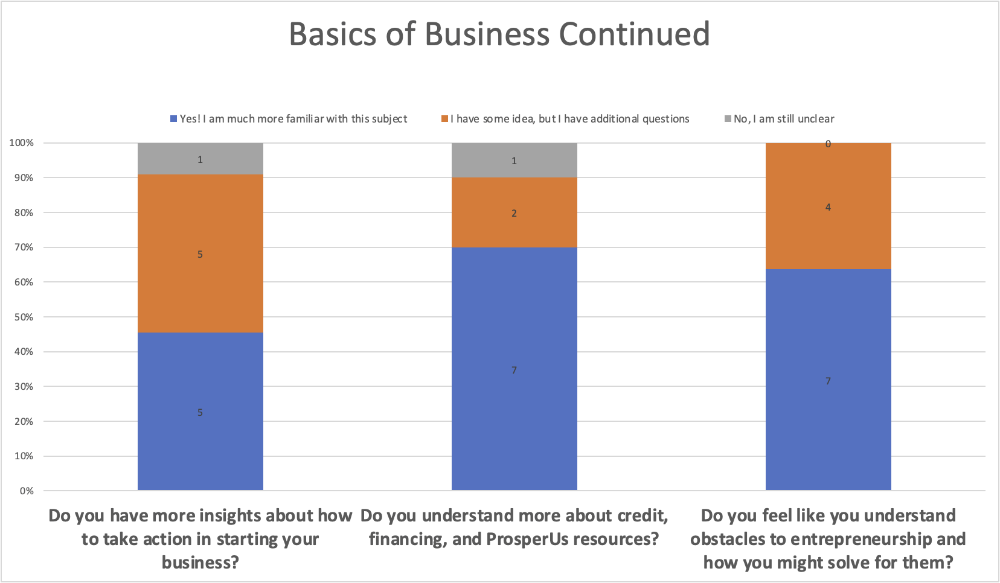 Basics of Business Continued
Yes! I am much more familiar with this subject
I have some idea, but I have additional questions
No, I am still unclear
100%
90%
80%
70%
60%
50%
40%
30%
20%
10%
0%
1
5
5
1
2
7
0
4
7
Do you have more insights about how
to take action in starting your
business?
Do you understand more about credit,
financing, and ProsperUs resources?
Do you feel like you understand
obstacles to entrepreneurship and
how you might solve for them?